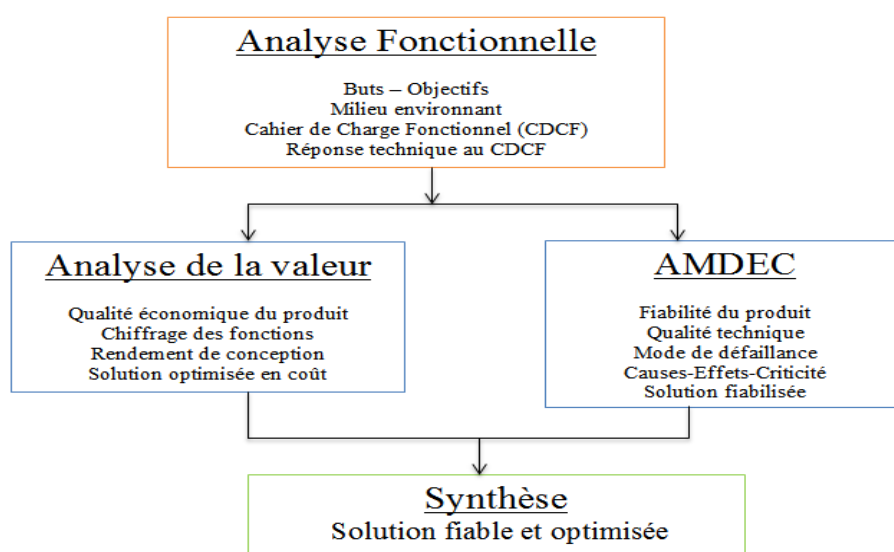 Analyse Fonctionnelle
Buts – Objectifs
Milieu environnant
Cahier de Charge Fonctionnel (CDCF)
Réponse technique au CDCF
Analyse de la valeur
Qualité économique du produit
Chiffrage des fonctions
Rendement de conception
Solution optimisée en coût
AMDEC
Fiabilité du produit
Qualité technique
Mode de défaillance
Causes-Effets-Criticité
Solution fiabilisée
Synthèse
Solution fiable et optimisée